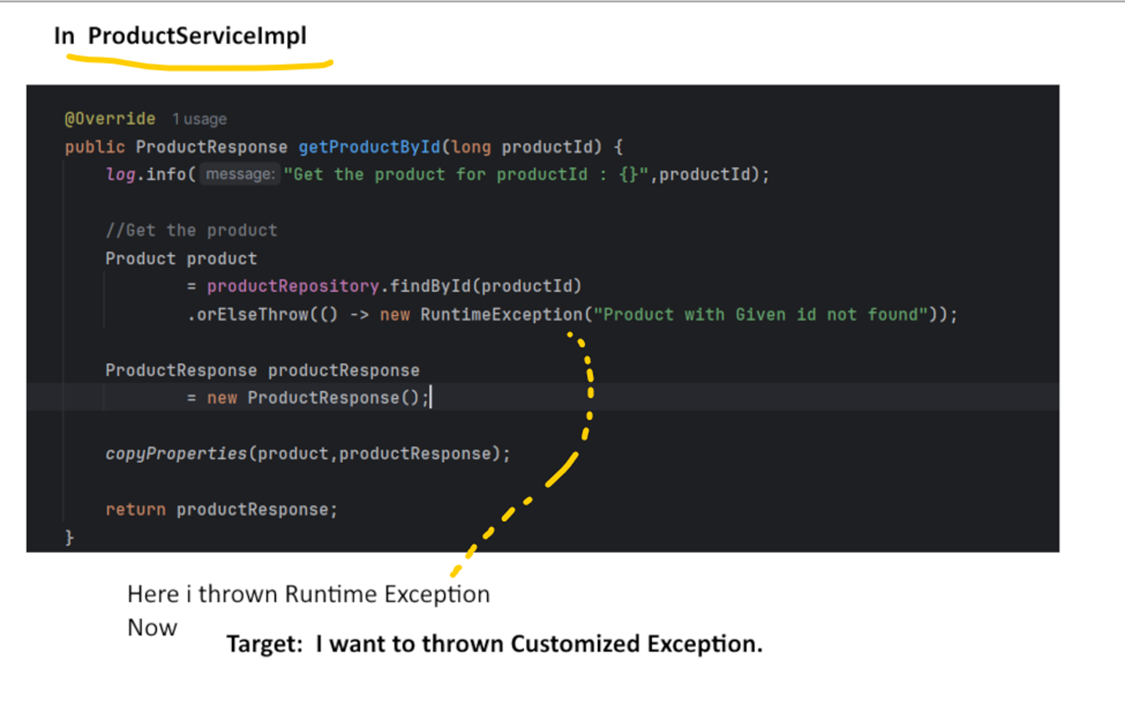 In ProductServiceImpl
@Override 1 usage
public ProductResponse getProductById(long productId) {
log.info( message: "Get the product for productId : {}",productId);
//Get the product
Product product
= productRepository.findById(productId)
.orElseThrow(() -> new RuntimeException("Product with Given id not found"));
ProductResponse productResponse
= new ProductResponse();
copyProperties(product,productResponse);
return productResponse;
}
Here i thrown Runtime Exception
Now
Target: I want to thrown Customized Exception.